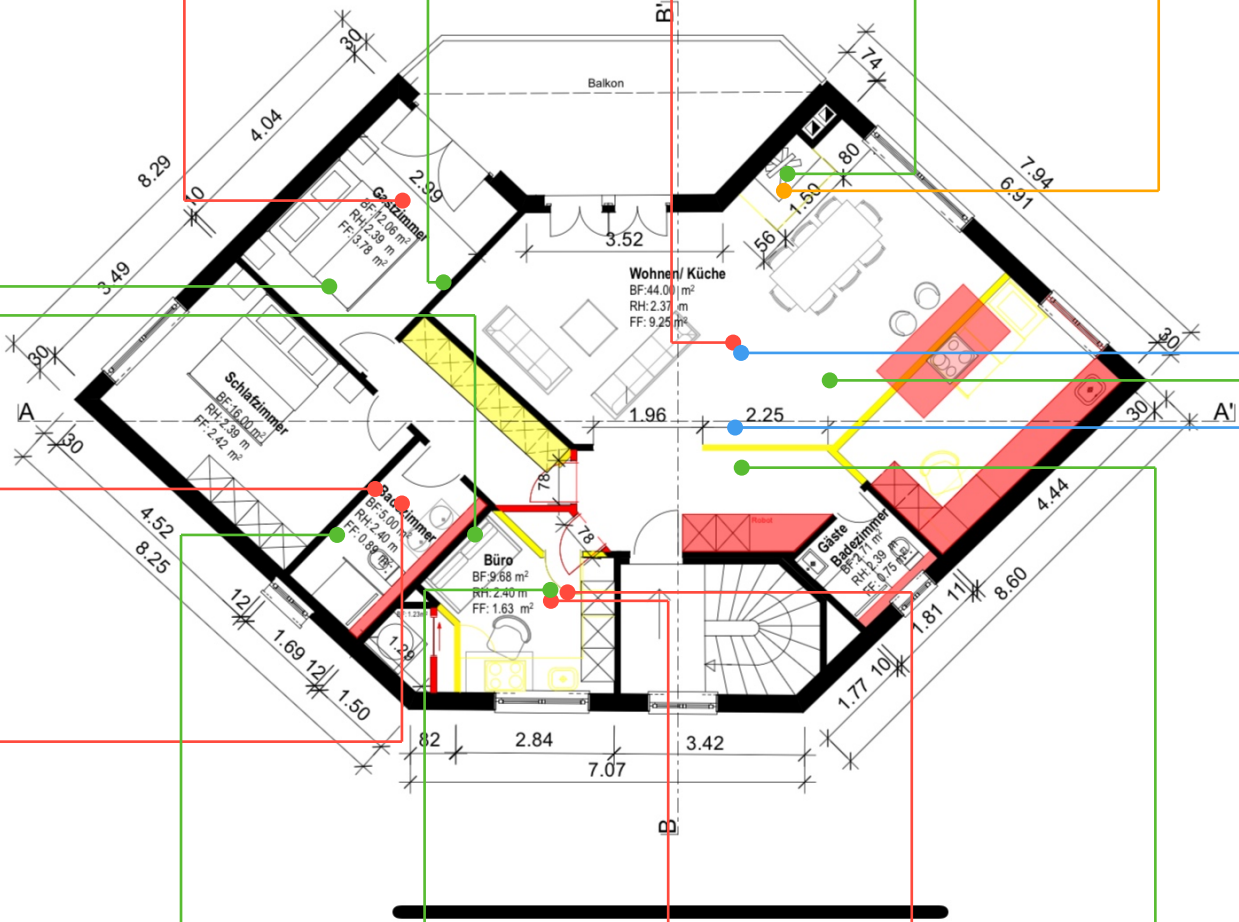 B'
30
74
Balkon
4.04
8.29
80
7.94
6.91
2.99
10
1.50
Gastzimmer
BF:12.06 m²
RH:2.39 m
FF:3.78 m²
56
3.52
3.49
Wohnen/ Küche
BF:44.00 m²
RH:2.37 m
FF: 9.25 m²
30
30
Schlafzimmer
BF:16.00 m²
RH:2.39 m
FF: 2.42 m²
A
1.96
2.25
30
A'
30
78
4.44
Badezimmer
BF:5.00 m²
RH:2.40 m
FF: 0.89 m²
4.52
8.25
78
Gäste
Badezimmer
BF:2.71 m²
RH:2.39 m
FF: 0.75 m²
Büro
BF:9.68 m²
RH:2.40 m
FF: 1.63 m²
11
8.60
12
1.81
1.29
1.69
12
10
1.50
1.77
82
2.84
3.42
7.07
B